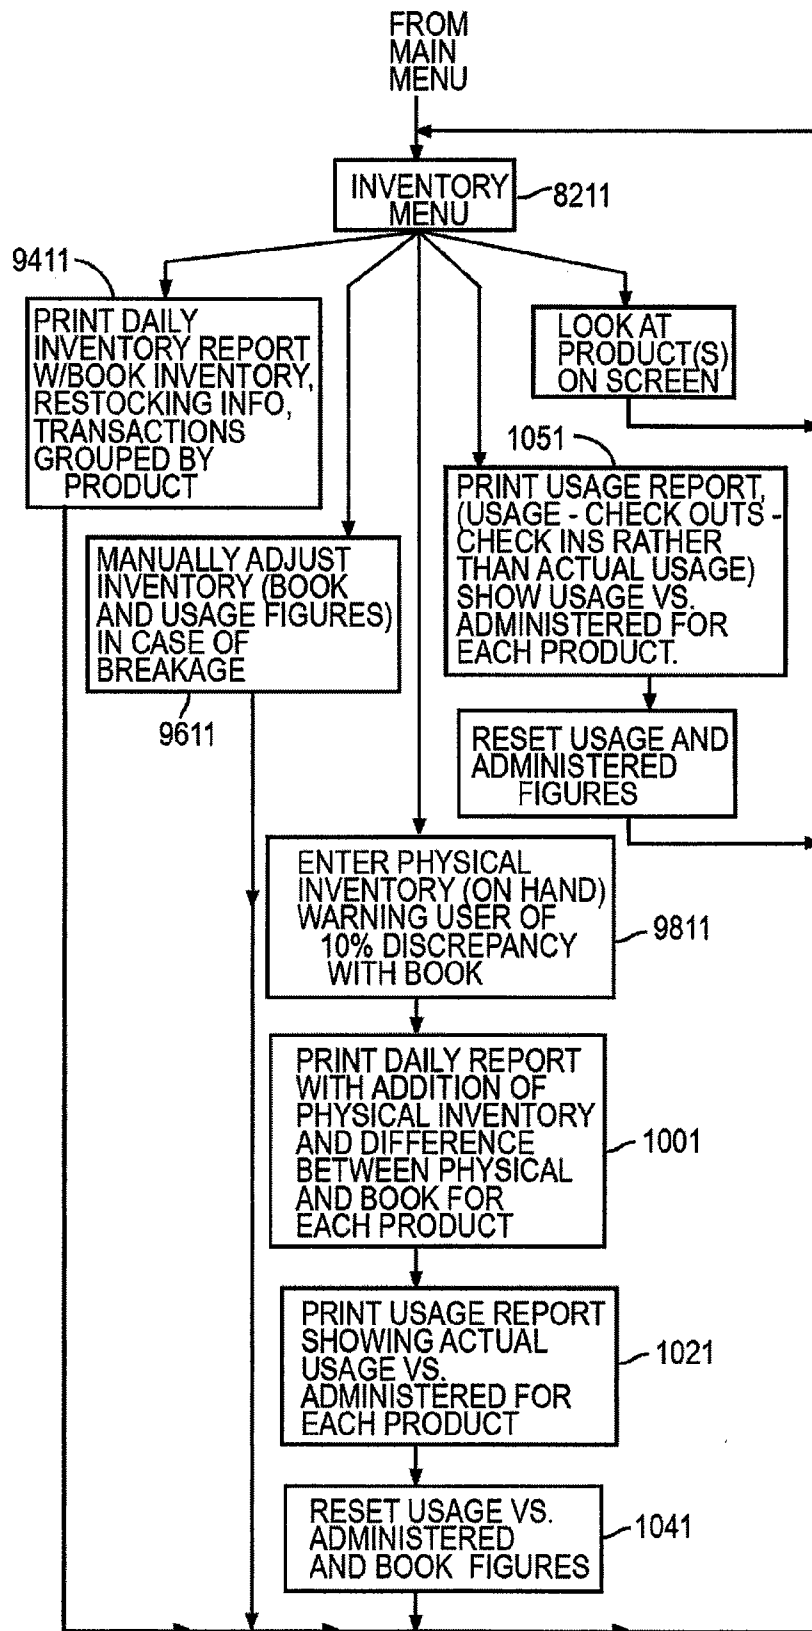 FROM
MAIN
MENU
INVENTORY
MENU
8211
9411
PRINT DAILY
INVENTORY REPORT
W/BOOK INVENTORY,
RESTOCKING INFO,
TRANSACTIONS
GROUPED BY
PRODUCT
LOOK AT
PRODUCT(S)
ON SCREEN
1051
PRINT USAGE REPORT,
(USAGE - CHECK OUTS -
CHECK INS RATHER
THAN ACTUAL USAGE)
SHOW USAGE VS.
ADMINISTERED FOR
EACH PRODUCT.
MANUALLY ADJUST
INVENTORY (BOOK
AND USAGE FIGURES)
IN CASE OF
BREAKAGE
9611
RESET USAGE AND
ADMINISTERED
FIGURES
ENTER PHYSICAL
INVENTORY (ON HAND)
WARNING USER OF
10% DISCREPANCY
WITH BOOK
9811
PRINT DAILY REPORT
WITH ADDITION OF
PHYSICAL INVENTORY
AND DIFFERENCE
BETWEEN PHYSICAL
AND BOOK FOR
EACH PRODUCT
1001
PRINT USAGE REPORT
SHOWING ACTUAL
USAGE VS.
ADMINISTERED FOR
EACH PRODUCT
1021
RESET USAGE VS.
ADMINISTERED
AND BOOK FIGURES
1041